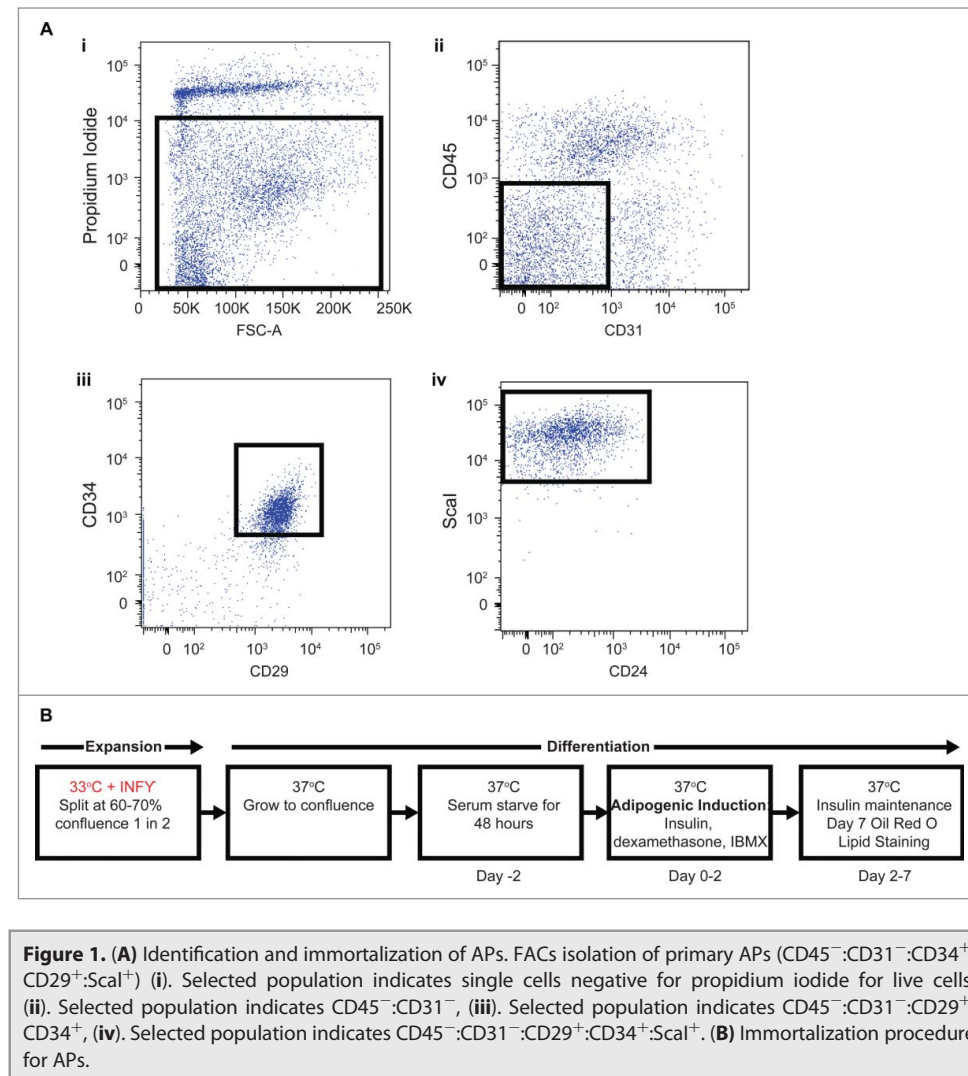 A
i
10⁵
10⁴
10³
10²
0
Propidium Iodide
0 50K 100K 150K 200K 250K
FSC-A
ii
10⁵
10⁴
10³
10²
0
CD45
0 10² 10³ 10⁴ 10⁵
CD31
iii
10⁵
10⁴
10³
10²
0
CD34
0 10² 10³ 10⁴ 10⁵
CD29
iv
10⁵
10⁴
10³
10²
0
ScaI
0 10² 10³ 10⁴ 10⁵
CD24
B
Expansion
Differentiation
33ºC + INFƔ
Split at 60-70%
confluence 1 in 2
37ºC
Grow to confluence
37ºC
Serum starve for
48 hours
Day -2
37ºC
Adipogenic Induction:
Insulin,
dexamethasone, IBMX
Day 0-2
37ºC
Insulin maintenance
Day 7 Oil Red O
Lipid Staining
Day 2-7
Figure 1. (A) Identification and immortalization of APs. FACs isolation of primary APs (CD45⁻:CD31⁻:CD34⁺
CD29⁺:ScaI⁺) (i). Selected population indicates single cells negative for propidium iodide for live cells
(ii). Selected population indicates CD45⁻:CD31⁻, (iii). Selected population indicates CD45⁻:CD31⁻:CD29⁺
CD34⁺, (iv). Selected population indicates CD45⁻:CD31⁻:CD29⁺:CD34⁺:ScaI⁺. (B) Immortalization procedure
for APs.